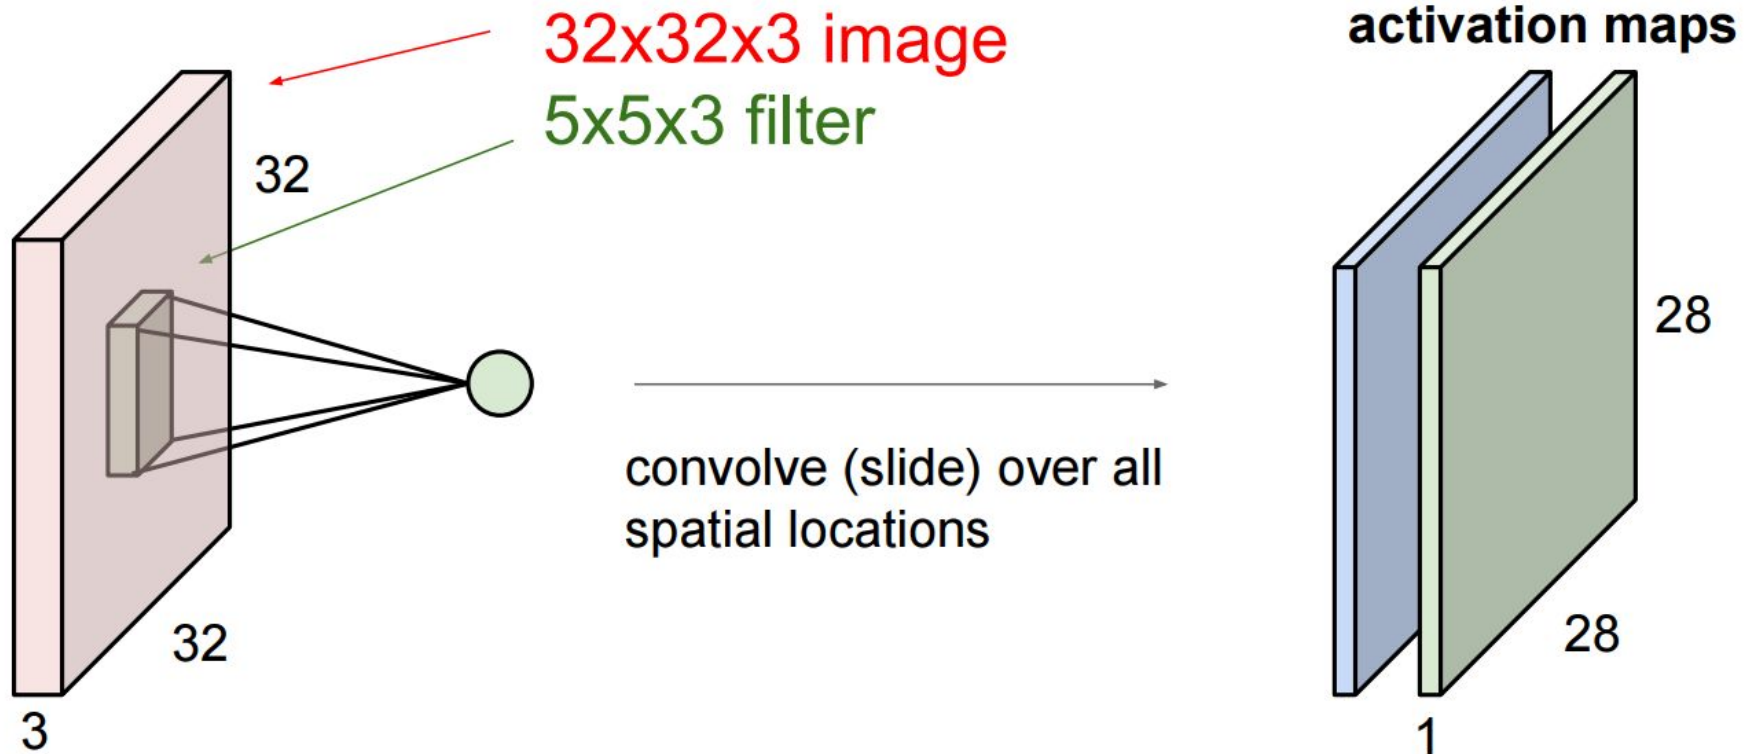 32x32x3 image
5x5x3 filter
32
32
3
convolve (slide) over all
spatial locations
activation maps
28
28
1